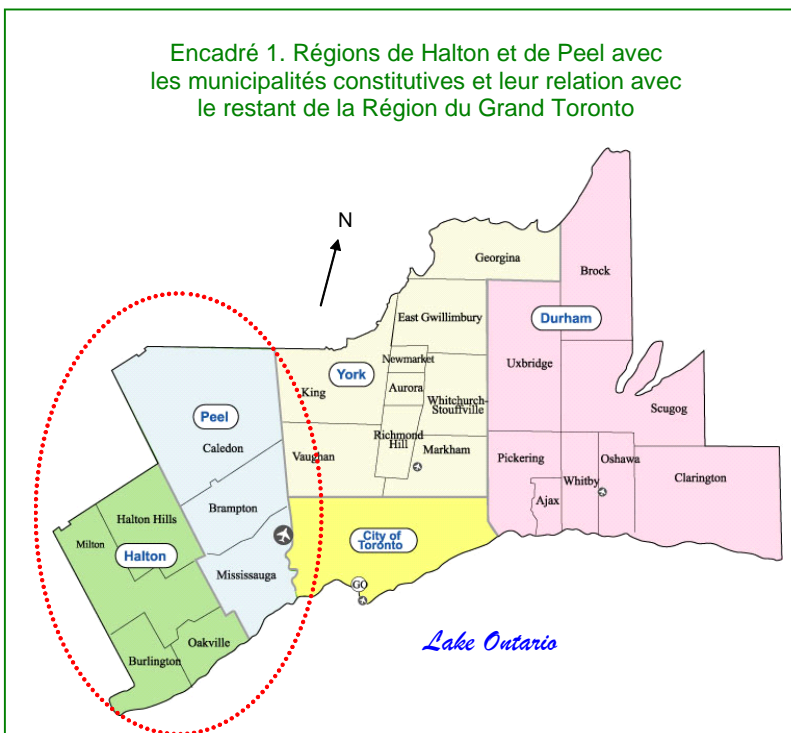 Encadré 1. Régions de Halton et de Peel avec
les municipalités constitutives et leur relation avec
le restant de la Région du Grand Toronto
N
Georgina
Brock
East Gwillimbury
Durham
Newmarket
Uxbridge
York
King
Aurora
Whitchurch-
Stouffville
Scugog
Peel
Caledon
Richmond
Hill
Markham
Vaughan
Pickering
Oshawa
Whitby
Clarington
Ajax
Brampton
Halton Hills
Milton
Halton
City of
Toronto
Mississauga
GO
Oakville
Burlington
Lake Ontario